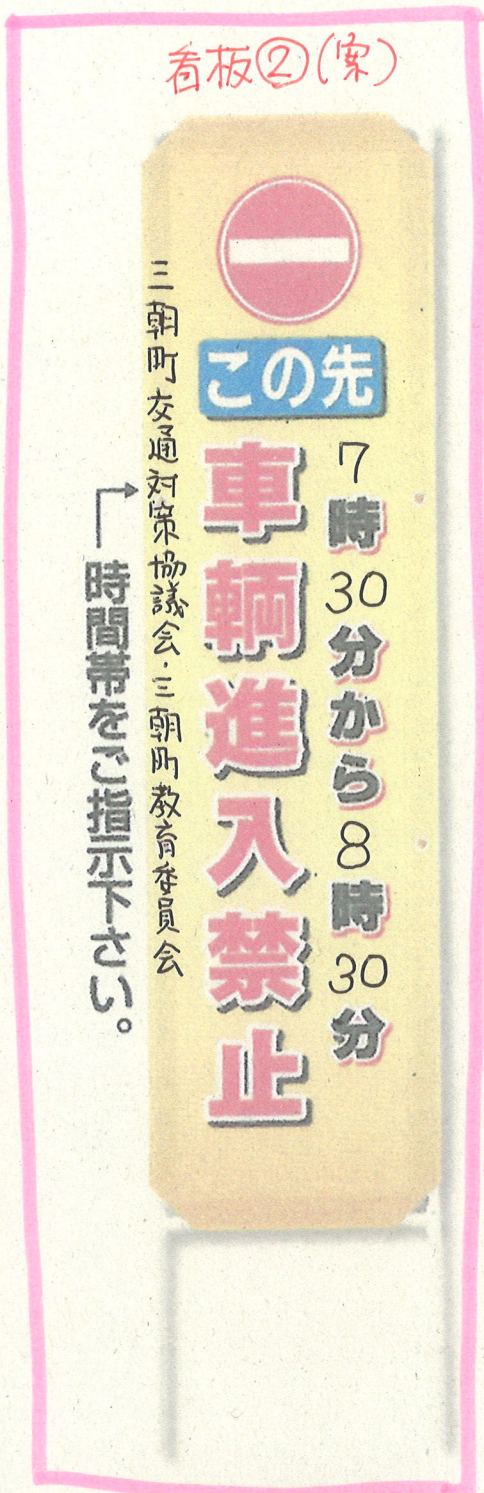 看板②(案)
この先
7時30分から8時30分
車輌進入禁止
三朝町交通対策協議会・三朝町教育委員会
時間帯をご指示下さい。